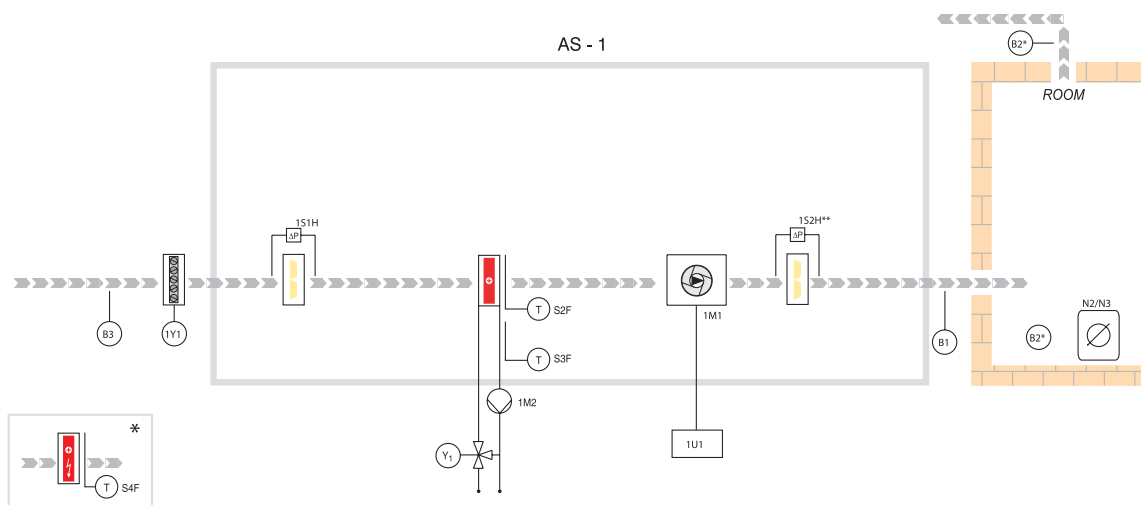 AS - 1
B2*
ROOM
1S1H
ΔP
1S2H**
ΔP
B3
1Y1
T S2F
T S3F
1M1
B1
B2*
N2/N3
1M2
Y1
1U1
*
T S4F